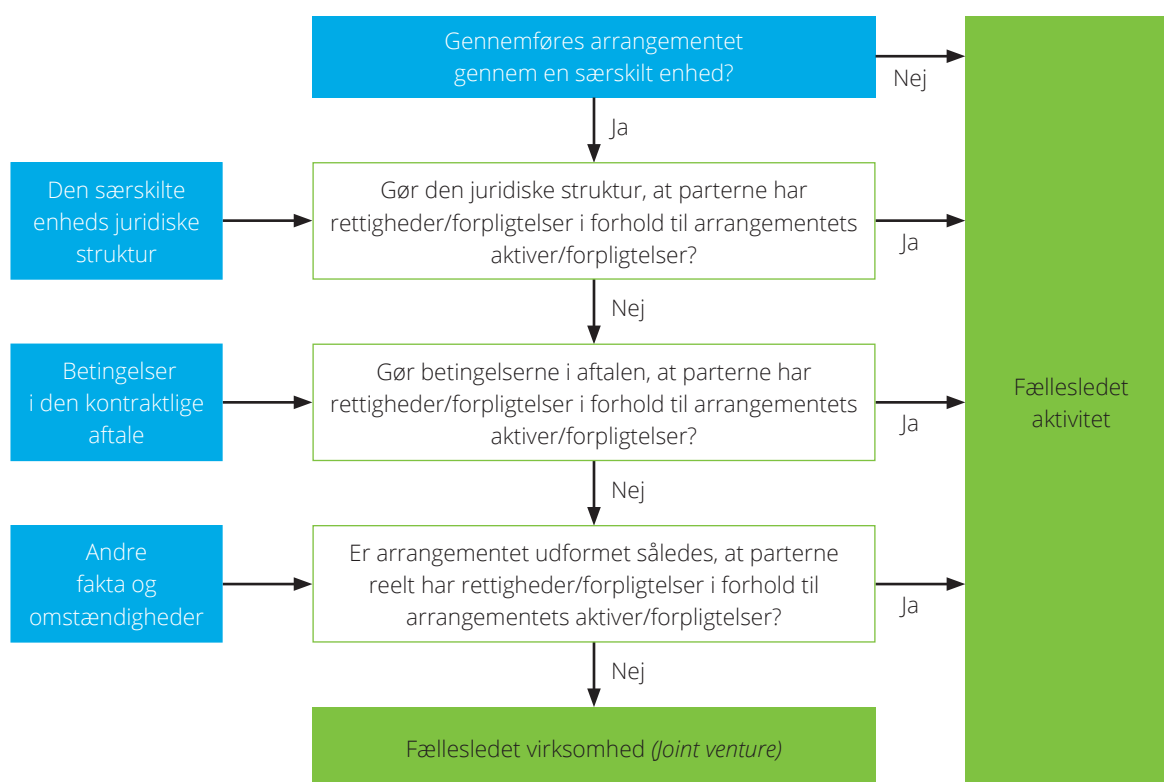 Gennemføres arrangementet
gennem en særskilt enhed?
Nej
Ja
Den særskilte
enheds juridiske
struktur
Gør den juridiske struktur, at parterne har
rettigheder/forpligtelser i forhold til arrangementets
aktiver/forpligtelser?
Ja
Nej
Betingelser
i den kontraktlige
aftale
Gør betingelserne i aftalen, at parterne har
rettigheder/forpligtelser i forhold til arrangementets
aktiver/forpligtelser?
Ja
Fællesledet
aktivitet
Nej
Andre
fakta og
omstændigheder
Er arrangementet udformet således, at parterne
reelt har rettigheder/forpligtelser i forhold til
arrangementets aktiver/forpligtelser?
Ja
Nej
Fællesledet virksomhed (Joint venture)